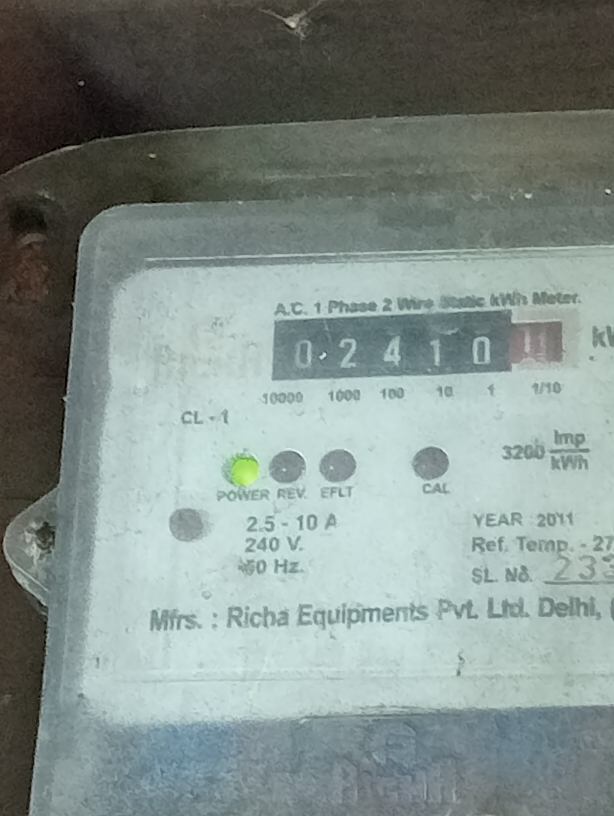 A.C. 1 Phase 2 Wire Static kWh Meter.
0 2 4 1 0
10000 1000 100 10 1 1/10
CL - 1
3200 Imp/kWh
POWER REV. EFLT CAL
2.5 - 10 A
240 V.
50 Hz.
YEAR 2011
Ref. Temp. - 27
SL. No. 233
Mfrs. : Richa Equipments Pvt. Ltd. Delhi,